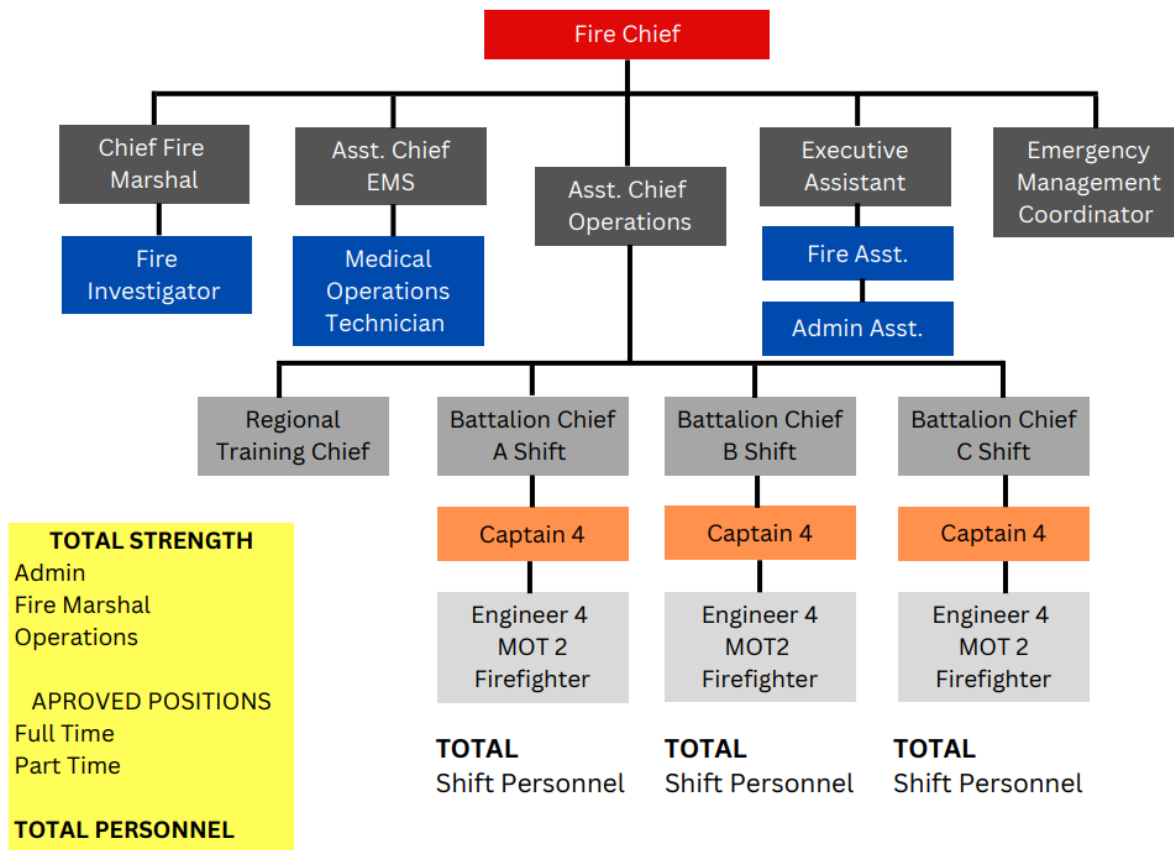 Fire Chief
Chief Fire
Marshal
Asst. Chief
EMS
Asst. Chief
Operations
Executive
Assistant
Emergency
Management
Coordinator
Fire
Investigator
Medical
Operations
Technician
Fire Asst.
Admin Asst.
Regional
Training Chief
Battalion Chief
A Shift
Battalion Chief
B Shift
Battalion Chief
C Shift
Captain 4
Captain 4
Captain 4
Engineer 4
MOT 2
Firefighter
Engineer 4
MOT2
Firefighter
Engineer 4
MOT 2
Firefighter
TOTAL
Shift Personnel
TOTAL
Shift Personnel
TOTAL
Shift Personnel
TOTAL STRENGTH
Admin
Fire Marshal
Operations
APROVED POSITIONS
Full Time
Part Time
TOTAL PERSONNEL